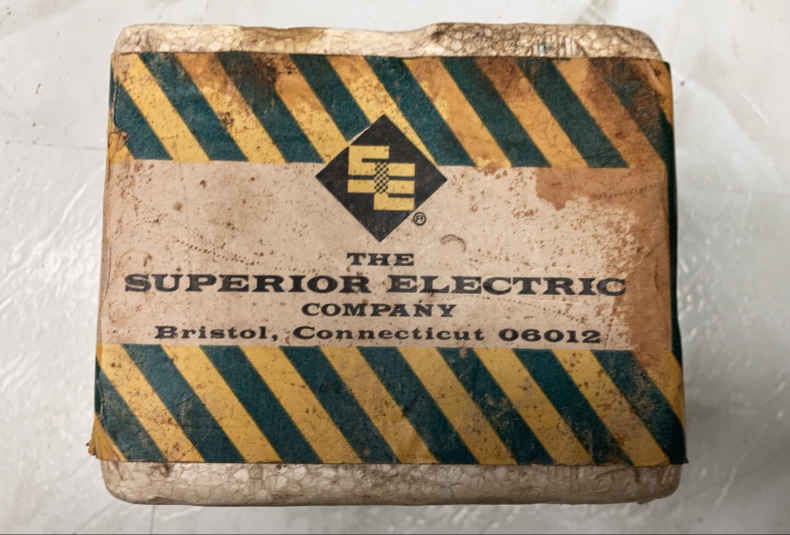 SE®
THE
SUPERIOR ELECTRIC
COMPANY
Bristol, Connecticut 06012